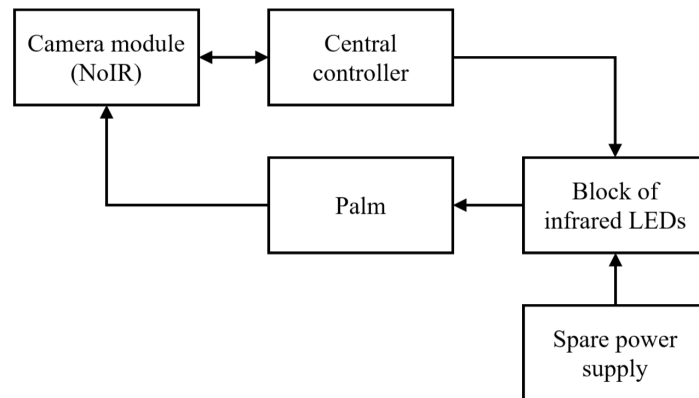 Camera module
(NoIR)
Central
controller
Palm
Block of
infrared LEDs
Spare power
supply